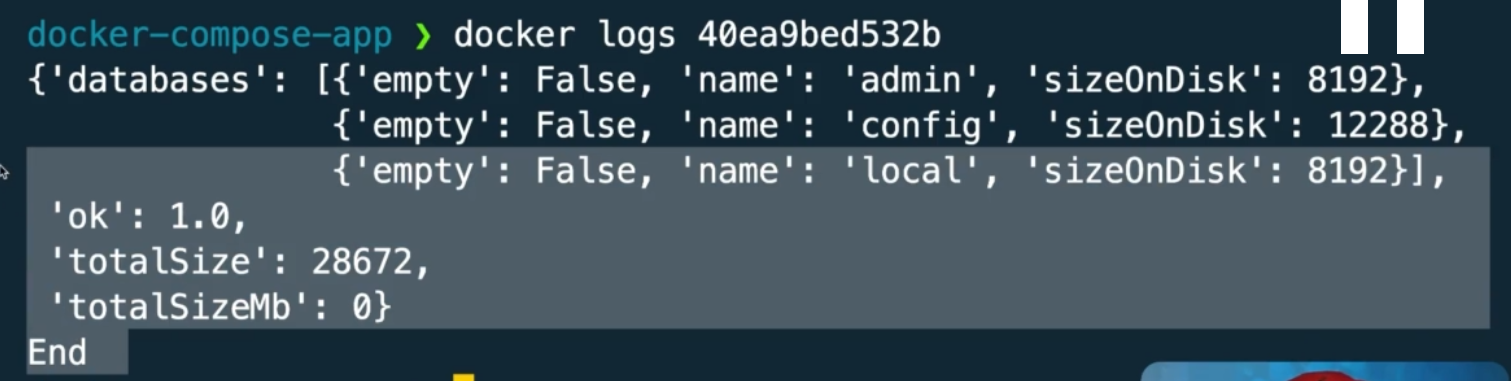 docker-compose-app ❯ docker logs 40ea9bed532b
{'databases': [{'empty': False, 'name': 'admin', 'sizeOnDisk': 8192},
{'empty': False, 'name': 'config', 'sizeOnDisk': 12288},
{'empty': False, 'name': 'local', 'sizeOnDisk': 8192}],
'ok': 1.0,
'totalSize': 28672,
'totalSizeMb': 0}
End